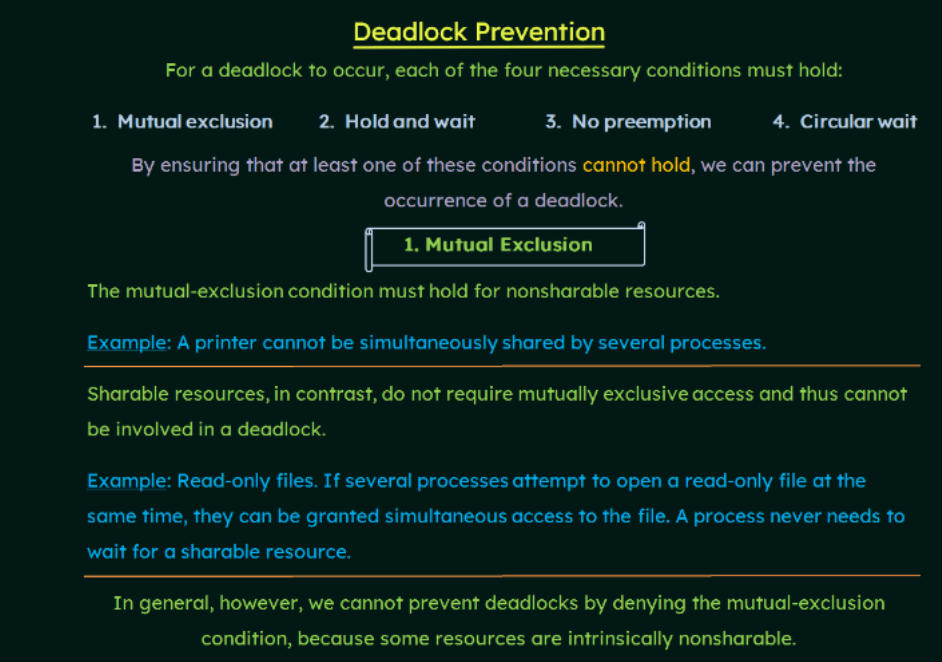 Deadlock Prevention
For a deadlock to occur, each of the four necessary conditions must hold:
1. Mutual exclusion 2. Hold and wait 3. No preemption 4. Circular wait
By ensuring that at least one of these conditions cannot hold, we can prevent the
occurrence of a deadlock.
1. Mutual Exclusion
The mutual-exclusion condition must hold for nonsharable resources.
Example: A printer cannot be simultaneously shared by several processes.
Sharable resources, in contrast, do not require mutually exclusive access and thus cannot
be involved in a deadlock.
Example: Read-only files. If several processes attempt to open a read-only file at the
same time, they can be granted simultaneous access to the file. A process never needs to
wait for a sharable resource.
In general, however, we cannot prevent deadlocks by denying the mutual-exclusion
condition, because some resources are intrinsically nonsharable.